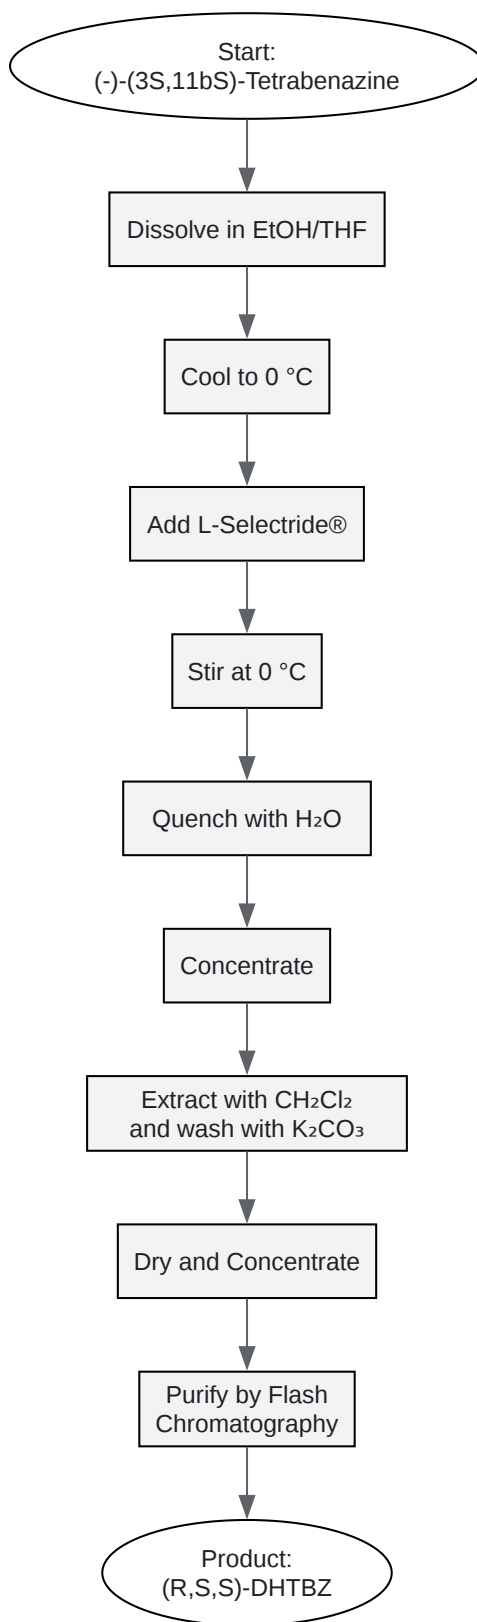 Start:
(-)-(3S,11bS)-Tetrabenazine
Dissolve in EtOH/THF
Cool to 0 °C
Add L-Selectride®
Stir at 0 °C
Quench with H₂O
Concentrate
Extract with CH₂Cl₂
and wash with K₂CO₃
Dry and Concentrate
Purify by Flash
Chromatography
Product:
(R,S,S)-DHTBZ